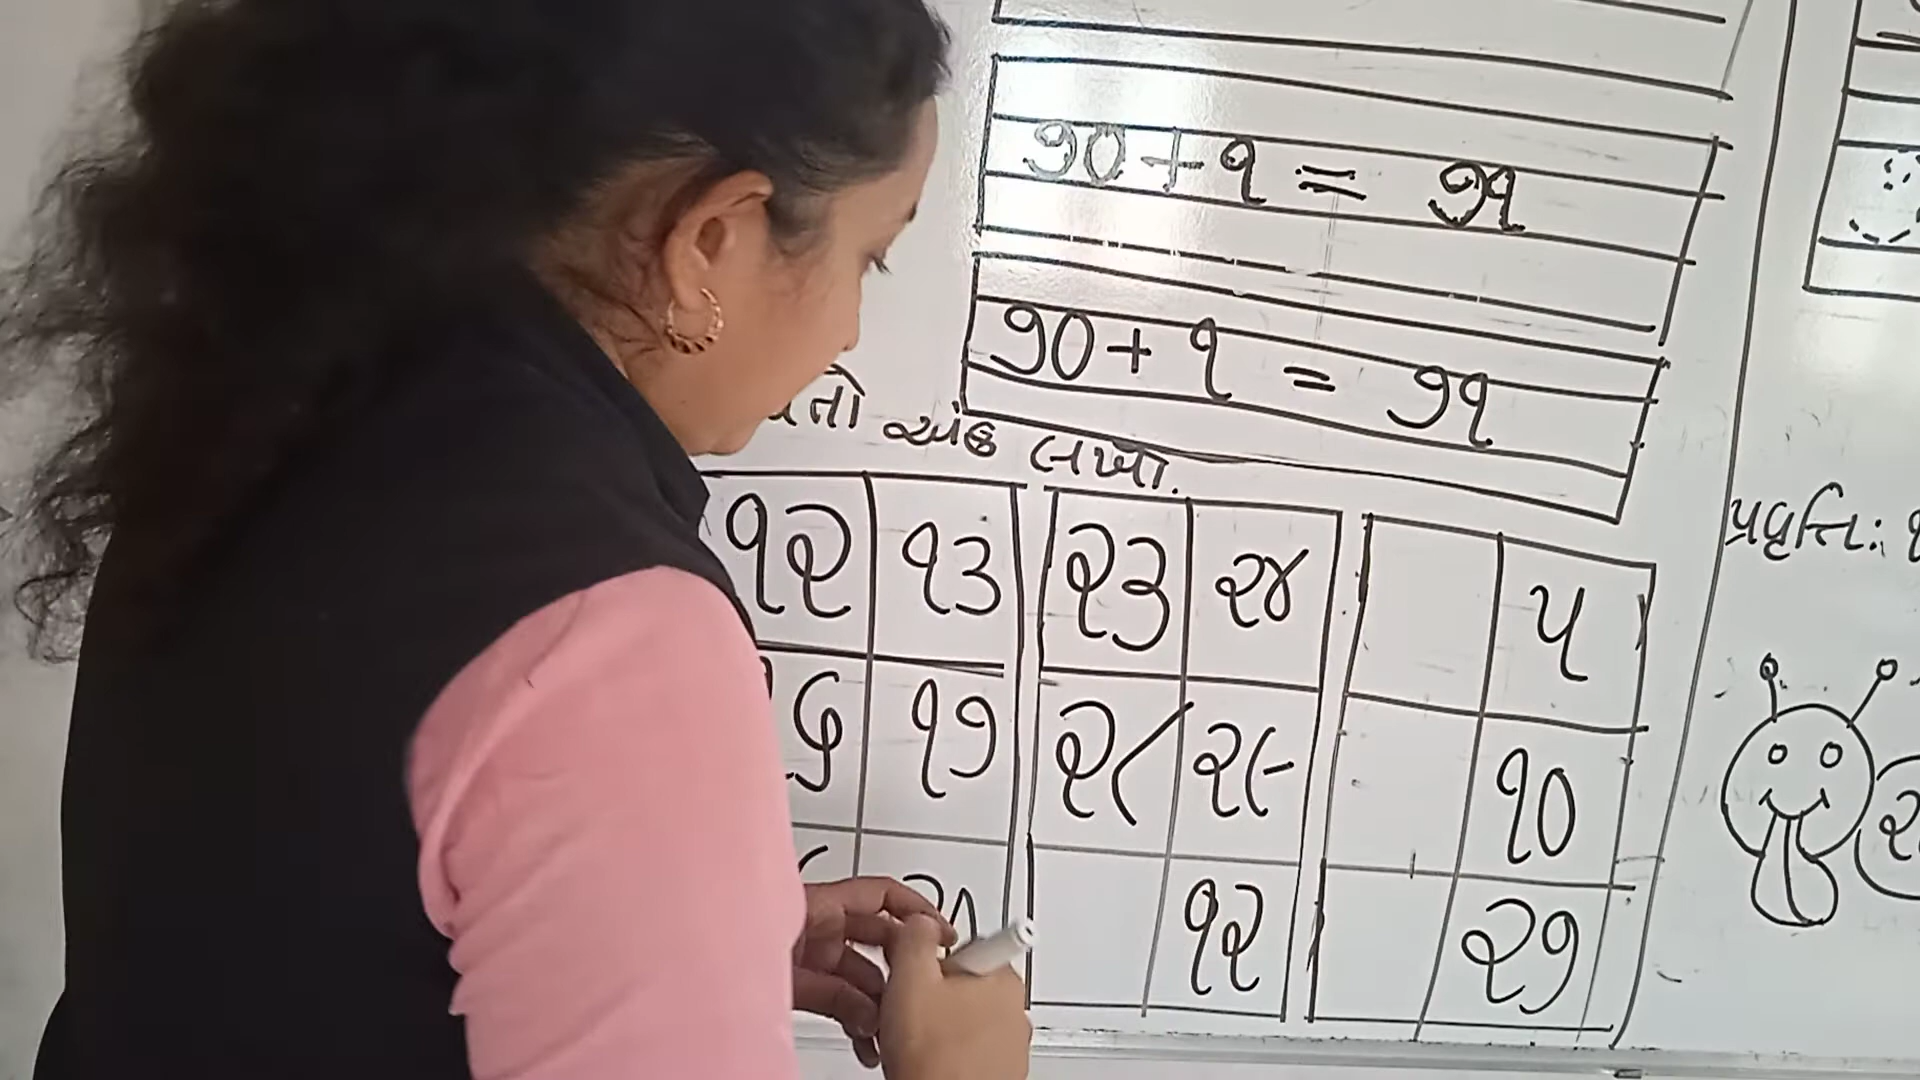 ૭૦ + ૧ = ૭૧
૭૦ + ૧ = ૭૧
અંક લખો.
૧૨ ૧૩ ૨૩ ૨૪ ૫
૧૭ ૨૮ ૨૯ ૧૦
૧૨ ૨૭
પ્રવૃત્તિ: ૧